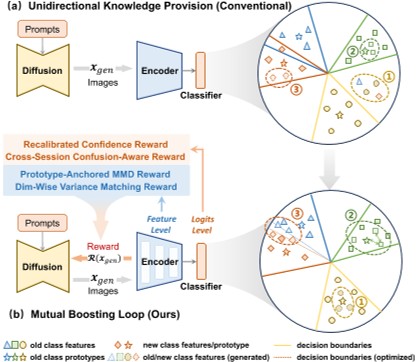 (a) Unidirectional Knowledge Provision (Conventional)
Prompts
Diffusion
x_gen
Images
Encoder
Classifier
①
②
③
Recalibrated Confidence Reward
Cross-Session Confusion-Aware Reward
Prototype-Anchored MMD Reward
Dim-Wise Variance Matching Reward
Prompts
Reward
R(x_gen)
Feature
Level
Logits
Level
Diffusion
x_gen
Images
Encoder
Classifier
③
②
①
(b) Mutual Boosting Loop (Ours)
old class features
new class features/prototype
decision boundaries
old class prototypes
old/new class features (generated)
decision boundaries (optimized)